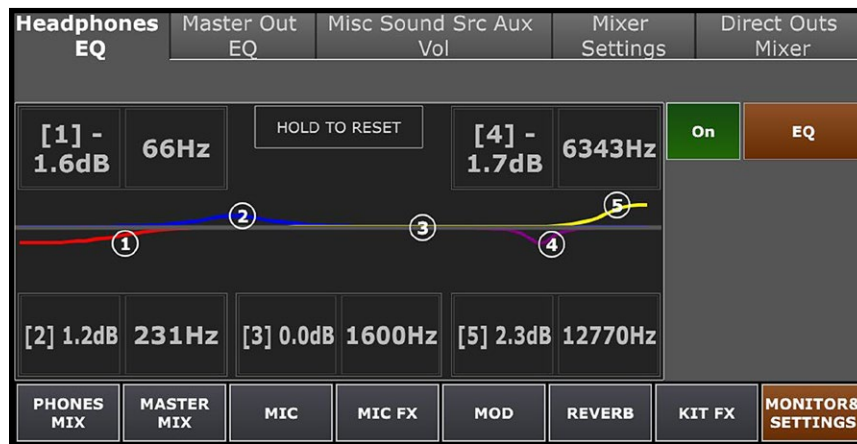 Headphones
EQ
Master Out
EQ
Misc Sound Src Aux
Vol
Mixer
Settings
Direct Outs
Mixer
[1] -
1.6dB
66Hz
HOLD TO RESET
[4] -
1.7dB
6343Hz
On
EQ
1
2
3
4
5
[2] 1.2dB
231Hz
[3] 0.0dB
1600Hz
[5] 2.3dB
12770Hz
PHONES
MIX
MASTER
MIX
MIC
MIC FX
MOD
REVERB
KIT FX
MONITOR&
SETTINGS